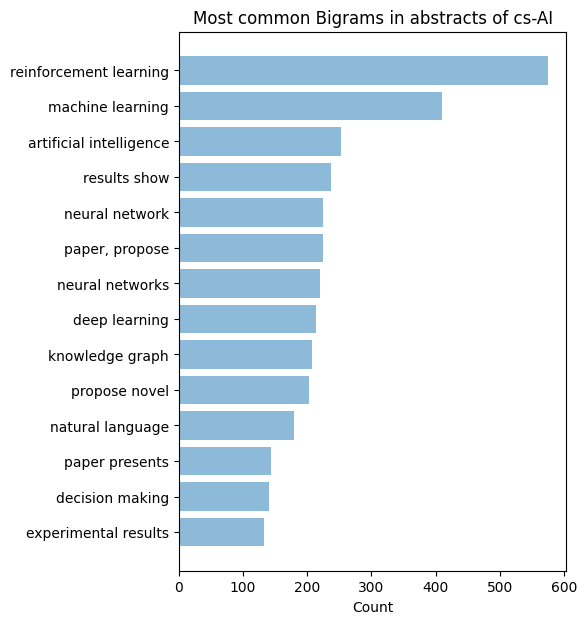 Most common Bigrams in abstracts of cs-AI
reinforcement learning
machine learning
artificial intelligence
results show
neural network
paper, propose
neural networks
deep learning
knowledge graph
propose novel
natural language
paper presents
decision making
experimental results
0 100 200 300 400 500 600
Count